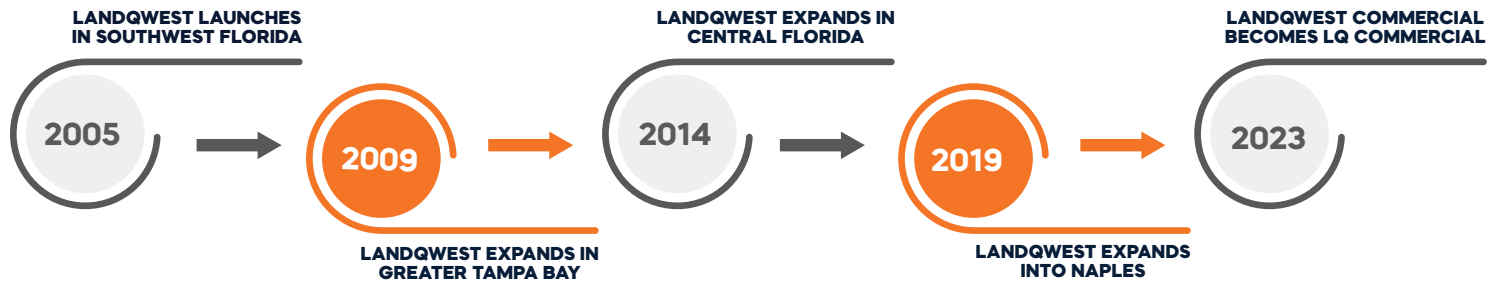 LANDQWEST LAUNCHES
IN SOUTHWEST FLORIDA
2005
2009
LANDQWEST EXPANDS IN
GREATER TAMPA BAY
LANDQWEST EXPANDS IN
CENTRAL FLORIDA
2014
2019
LANDQWEST EXPANDS
INTO NAPLES
LANDQWEST COMMERCIAL
BECOMES LQ COMMERCIAL
2023